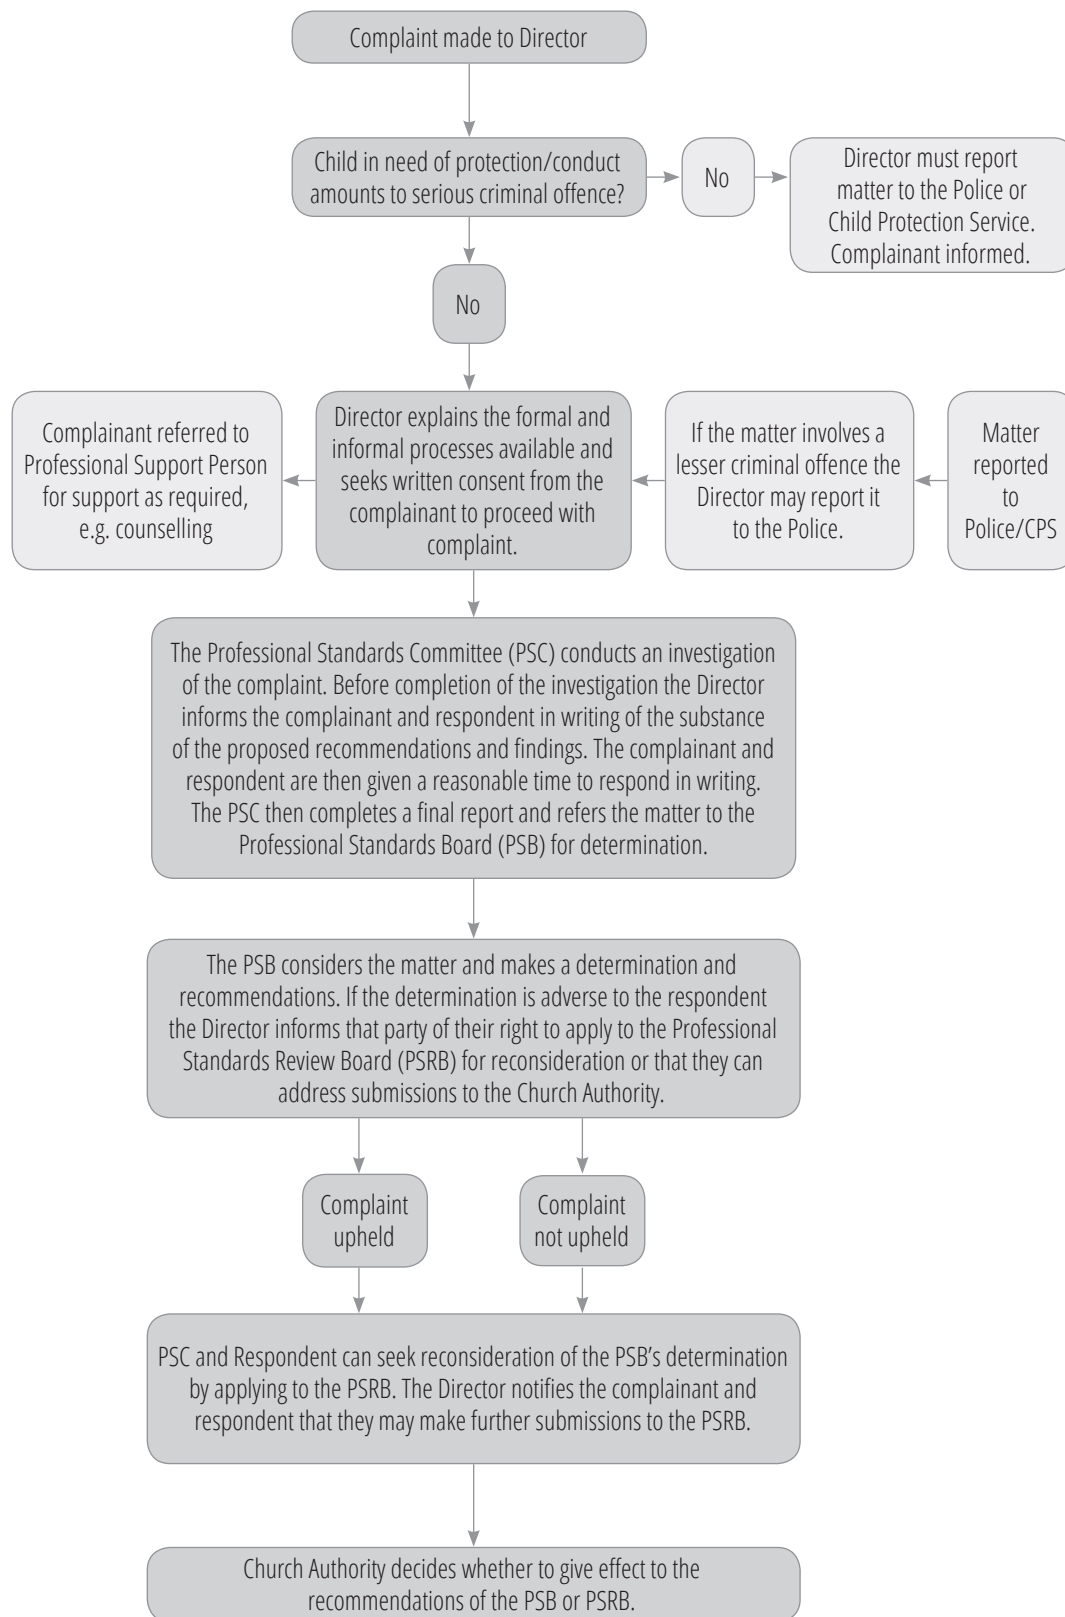 Complaint made to Director
Child in need of protection/conduct
amounts to serious criminal offence?
No
Director must report
matter to the Police or
Child Protection Service.
Complainant informed.
No
Complainant referred to
Professional Support Person
for support as required,
e.g. counselling
Director explains the formal and
informal processes available and
seeks written consent from the
complainant to proceed with
complaint.
If the matter involves a
lesser criminal offence the
Director may report it
to the Police.
Matter
reported
to
Police/CPS
The Professional Standards Committee (PSC) conducts an investigation
of the complaint. Before completion of the investigation the Director
informs the complainant and respondent in writing of the substance
of the proposed recommendations and findings. The complainant and
respondent are then given a reasonable time to respond in writing.
The PSC then completes a final report and refers the matter to the
Professional Standards Board (PSB) for determination.
The PSB considers the matter and makes a determination and
recommendations. If the determination is adverse to the respondent
the Director informs that party of their right to apply to the Professional
Standards Review Board (PSRB) for reconsideration or that they can
address submissions to the Church Authority.
Complaint
upheld
Complaint
not upheld
PSC and Respondent can seek reconsideration of the PSB's determination
by applying to the PSRB. The Director notifies the complainant and
respondent that they may make further submissions to the PSRB.
Church Authority decides whether to give effect to the
recommendations of the PSB or PSRB.